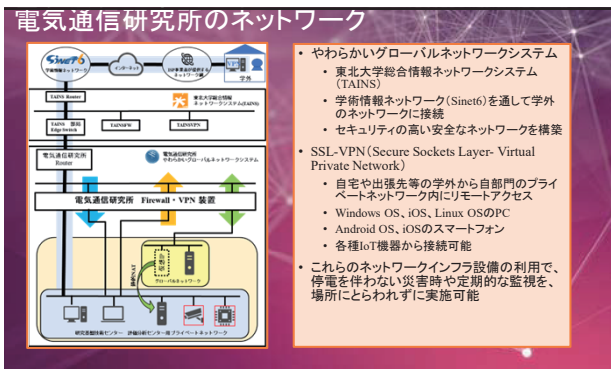 電気通信研究所のネットワーク
Sinet6
学術情報ネットワーク
インターネット
VPN
学外
TAINS Router
東北大学総合情報
ネットワークシステム(TAINS)
TAINS 部局
Edge Switch
TAINSFW
TAINSVPN
電気通信研究所
Router
電気通信研究所
やわらかいグローバルネットワークシステム
電気通信研究所 Firewall・VPN 装置
グローバルネットワーク
研究基盤技術センター 評価分析センター用プライベートネットワーク
• やわらかいグローバルネットワークシステム
• 東北大学総合情報ネットワークシステム
(TAINS)
• 学術情報ネットワーク(Sinet6)を通して学外
のネットワークに接続
• セキュリティの高い安全なネットワークを構築
• SSL-VPN(Secure Sockets Layer- Virtual
Private Network)
• 自宅や出張先等の学外から自部門のプライ
ベートネットワーク内にリモートアクセス
• Windows OS、iOS、Linux OSのPC
• Android OS、iOSのスマートフォン
• 各種IoT機器から接続可能
• これらのネットワークインフラ設備の利用で、
停電を伴わない災害時や定期的な監視を、
場所にとらわれずに実施可能